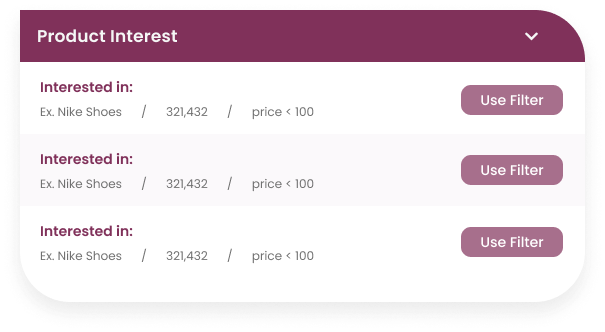 Product Interest
Interested in:
Ex. Nike Shoes / 321,432 / price < 100
Use Filter
Interested in:
Ex. Nike Shoes / 321,432 / price < 100
Use Filter
Interested in:
Ex. Nike Shoes / 321,432 / price < 100
Use Filter